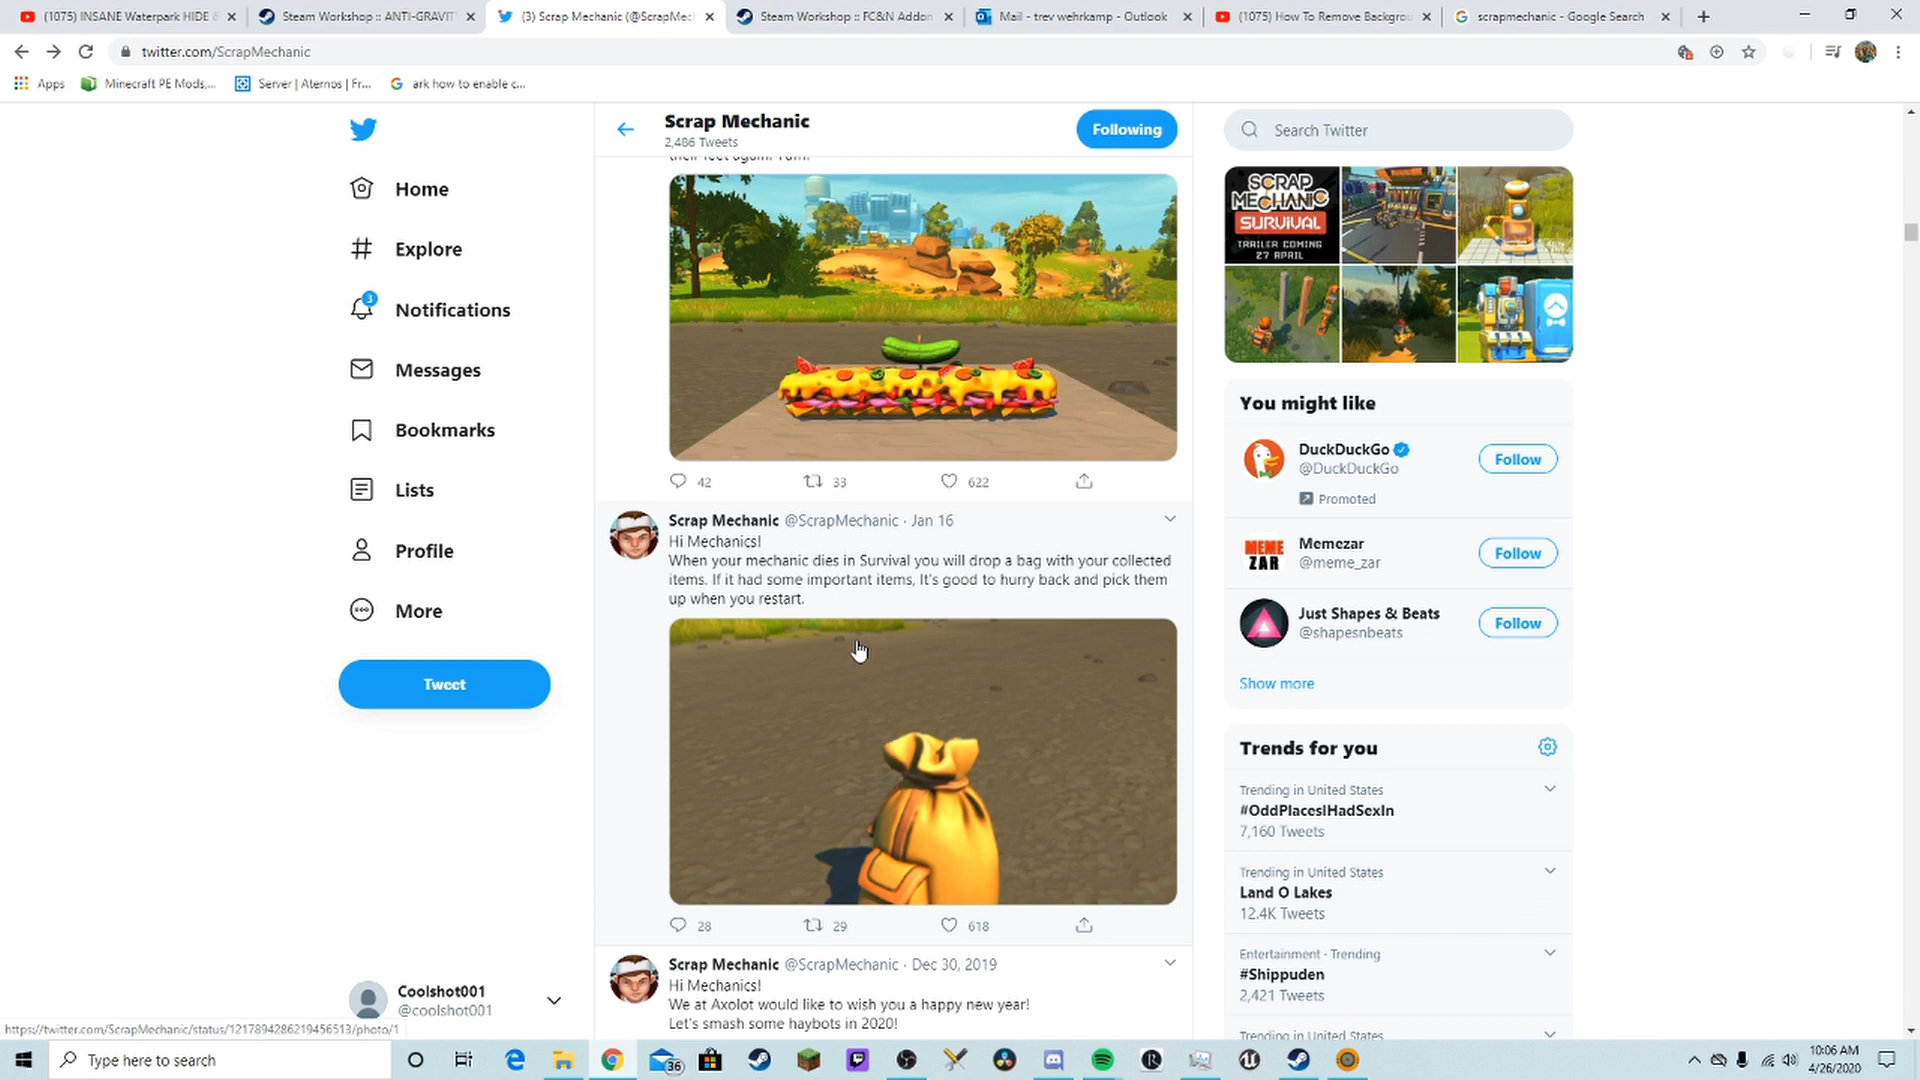 (1075) INSANE Waterpark HIDE &
Steam Workshop :: ANTI-GRAVIT
(3) Scrap Mechanic (@ScrapMec
Steam Workshop :: FC&N Addon
Mail - trev wehrkamp - Outlook
(1075) How To Remove Backgrou
scrapmechanic - Google Search
twitter.com/ScrapMechanic
Apps
Minecraft PE Mods,...
Server | Aternos | Fr...
ark how to enable c...
Home
Explore
3
Notifications
Messages
Bookmarks
Lists
Profile
More
Tweet
Coolshot001
@coolshot001
Scrap Mechanic
2,486 Tweets
Following
42
33
622
Scrap Mechanic @ScrapMechanic · Jan 16
Hi Mechanics!
When your mechanic dies in Survival you will drop a bag with your collected
items. If it had some important items, It's good to hurry back and pick them
up when you restart.
28
29
618
Scrap Mechanic @ScrapMechanic · Dec 30, 2019
Hi Mechanics!
We at Axolot would like to wish you a happy new year!
Let's smash some haybots in 2020!
Search Twitter
SCRAP
MECHANIC
SURVIVAL
TRAILER COMING
27 APRIL
You might like
DuckDuckGo
@DuckDuckGo
Promoted
Follow
MEME
ZAR
Memezar
@meme_zar
Follow
Just Shapes & Beats
@shapesnbeats
Follow
Show more
Trends for you
Trending in United States
#OddPlacesIHadSexIn
7,160 Tweets
Trending in United States
Land O Lakes
12.4K Tweets
Entertainment · Trending
#Shippuden
2,421 Tweets
Trending in United States
https://twitter.com/ScrapMechanic/status/1217894286219456513/photo/1
Type here to search
36
10:06 AM
4/26/2020